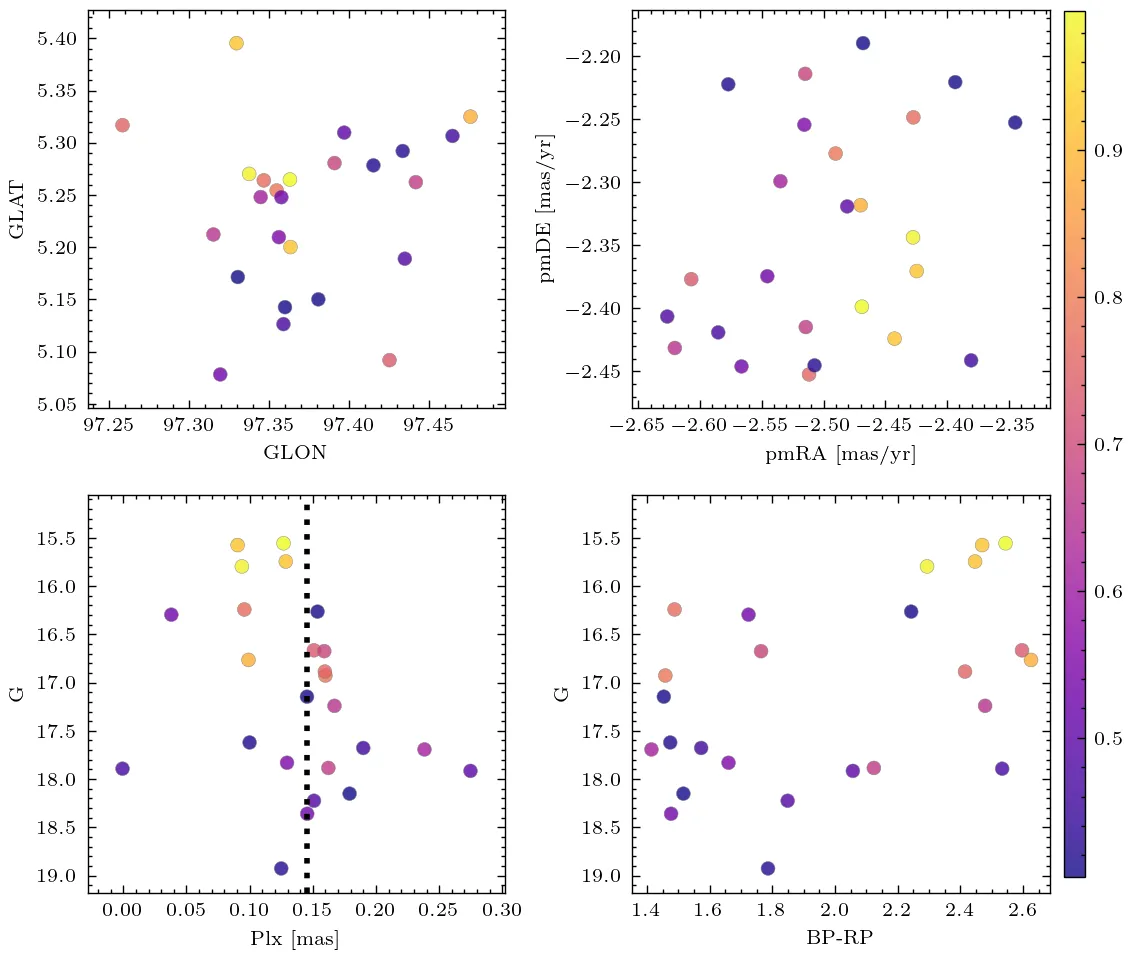 5.40
5.35
5.30
5.25
5.20
5.15
5.10
5.05
GLAT
97.25 97.30 97.35 97.40 97.45
GLON
−2.20
−2.25
−2.30
−2.35
−2.40
−2.45
pmDE [mas/yr]
−2.65 −2.60 −2.55 −2.50 −2.45 −2.40 −2.35
pmRA [mas/yr]
0.9
0.8
0.7
0.6
0.5
15.5
16.0
16.5
17.0
17.5
18.0
18.5
19.0
G
0.00 0.05 0.10 0.15 0.20 0.25 0.30
Plx [mas]
15.5
16.0
16.5
17.0
17.5
18.0
18.5
19.0
G
1.4 1.6 1.8 2.0 2.2 2.4 2.6
BP-RP